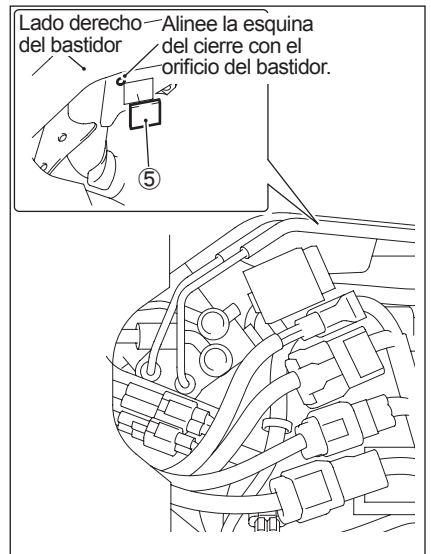 Lado derecho
del bastidor
Alinee la esquina
del cierre con el
orificio del bastidor.
⑤